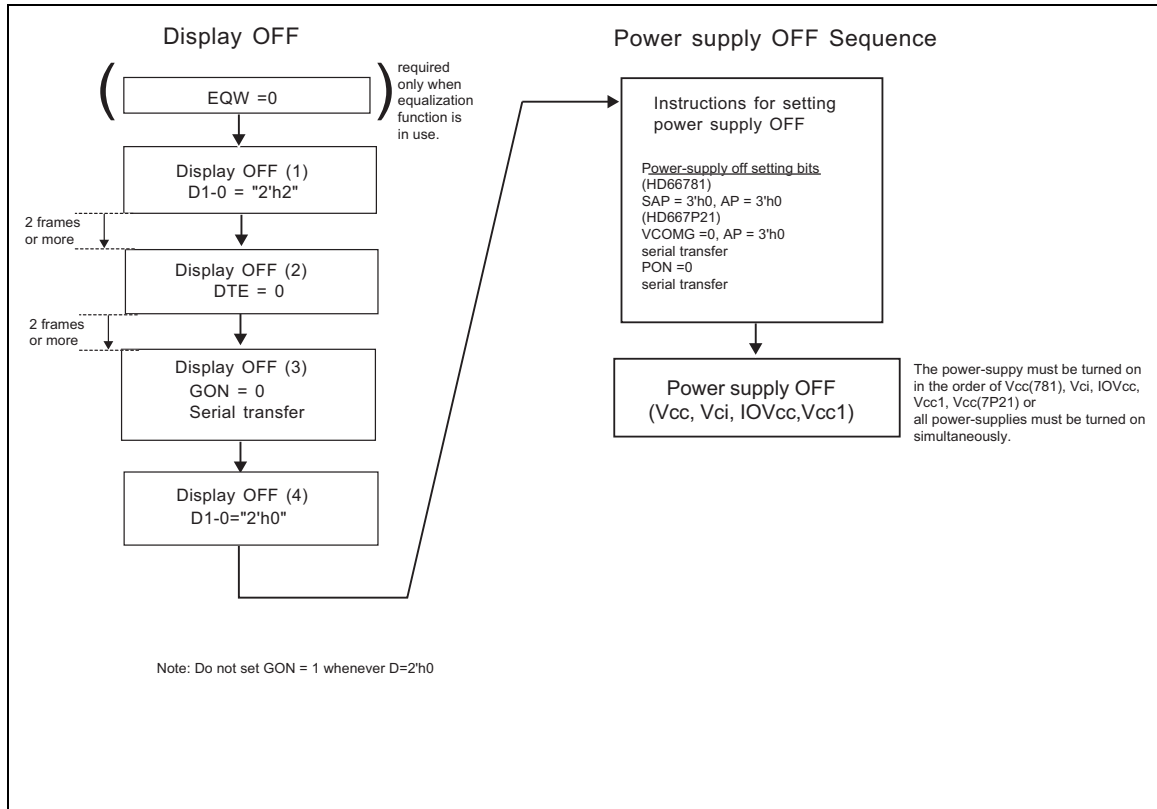 Display OFF
(
EQW =0
)
required
only when
equalization
function is
in use.
Display OFF (1)
D1-0 = "2'h2"
2 frames
or more
Display OFF (2)
DTE = 0
2 frames
or more
Display OFF (3)
GON = 0
Serial transfer
Display OFF (4)
D1-0="2'h0"
Note: Do not set GON = 1 whenever D=2'h0
Power supply OFF Sequence
Instructions for setting
power supply OFF
Power-supply off setting bits
(HD66781)
SAP = 3'h0, AP = 3'h0
(HD667P21)
VCOMG =0, AP = 3'h0
serial transfer
PON =0
serial transfer
Power supply OFF
(Vcc, Vci, IOVcc,Vcc1)
The power-suppy must be turned on
in the order of Vcc(781), Vci, IOVcc,
Vcc1, Vcc(7P21) or
all power-supplies must be turned on
simultaneously.